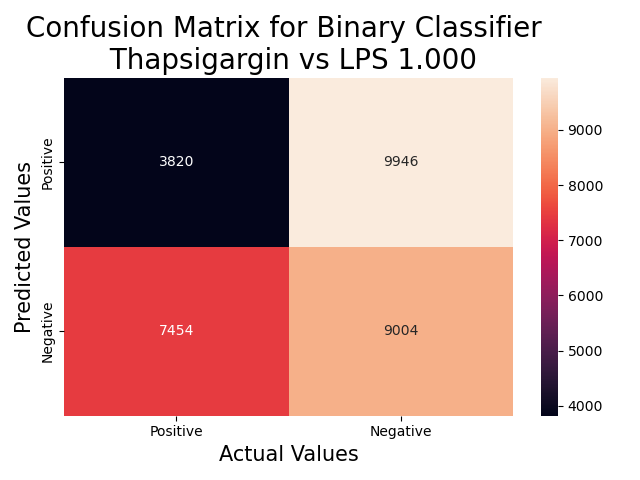 Confusion Matrix for Binary Classifier
Thapsigargin vs LPS 1.000
Predicted Values
Positive
3820
9946
Negative
7454
9004
Positive
Negative
Actual Values
9000
8000
7000
6000
5000
4000